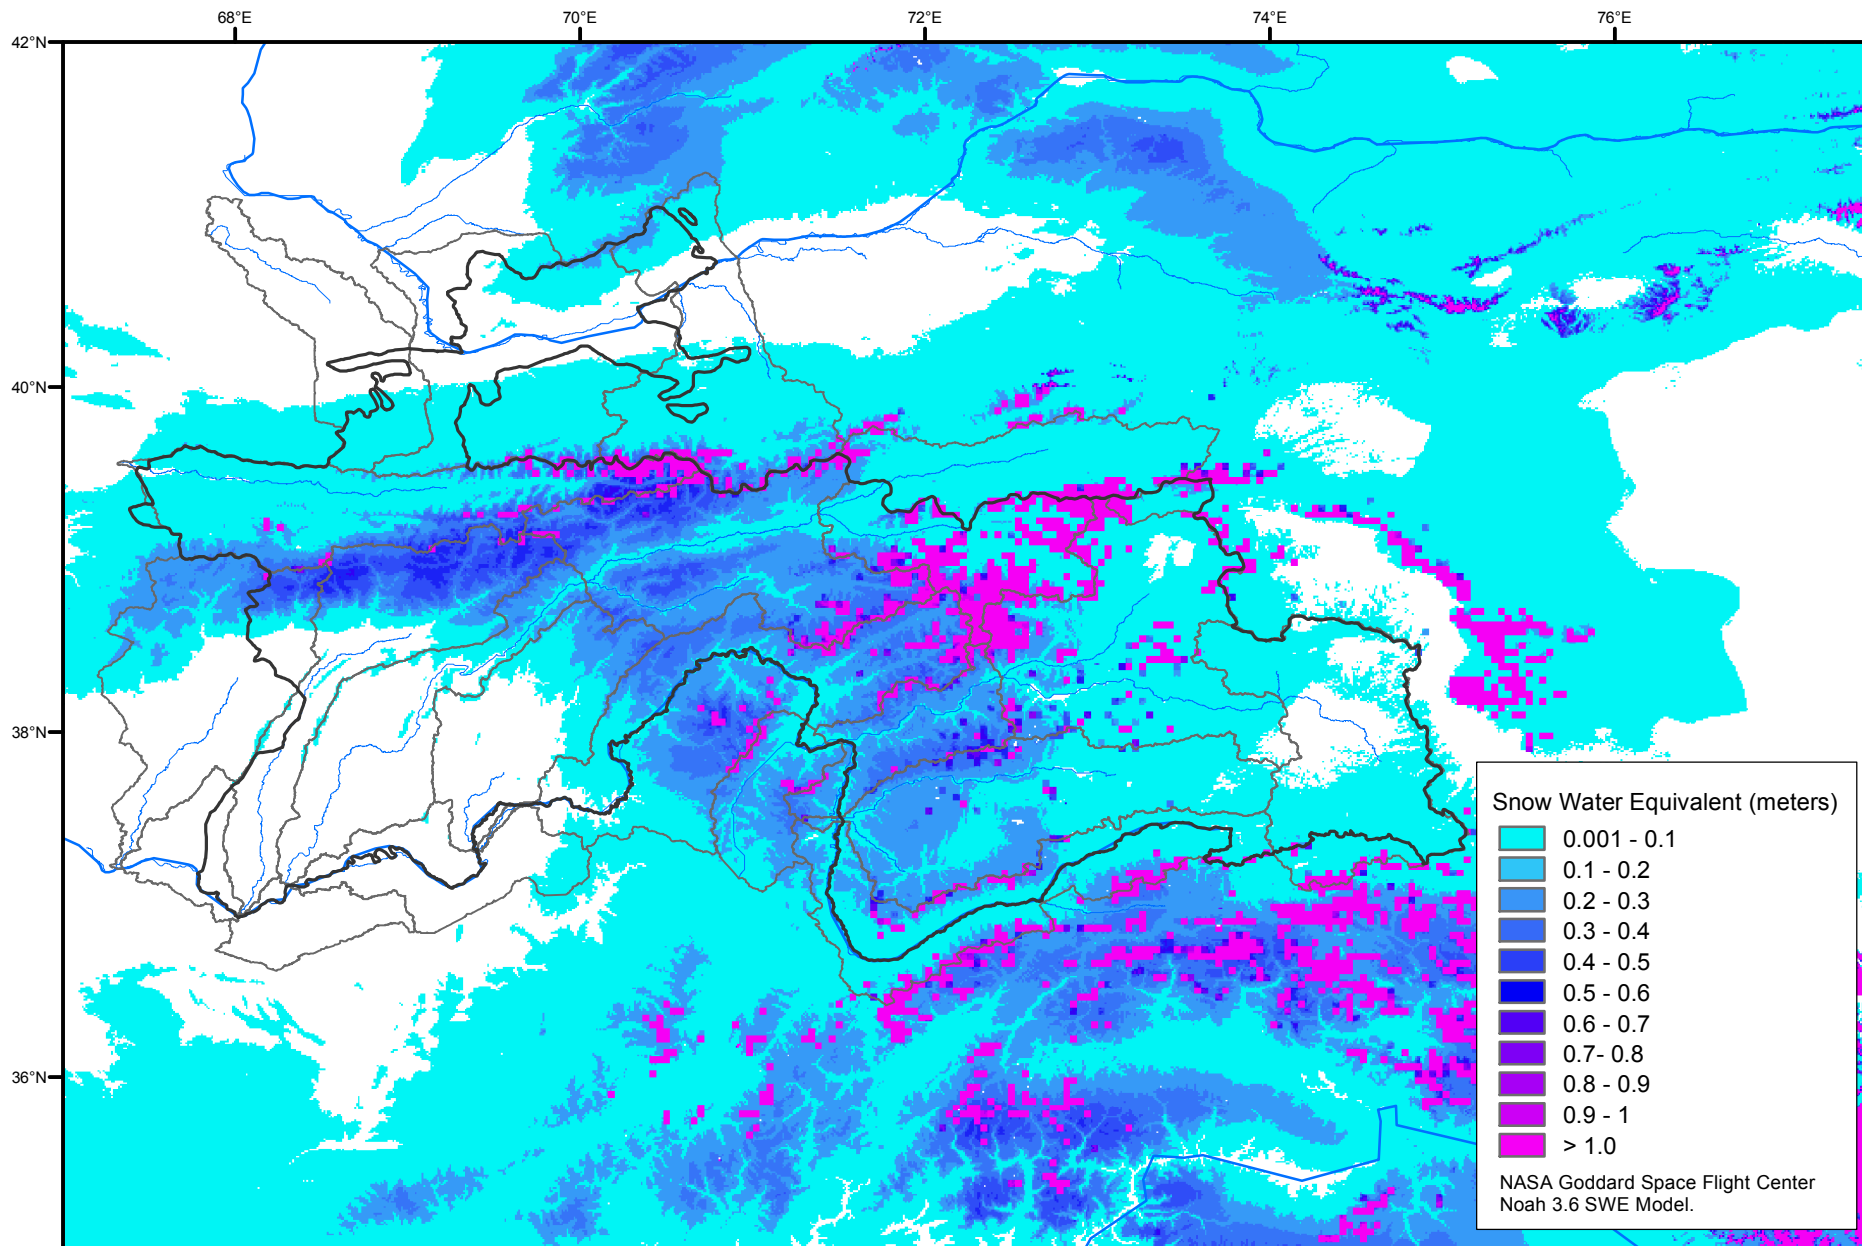 68°E 70°E 72°E 74°E 76°E
42°N
40°N
38°N
36°N
Snow Water Equivalent (meters)
0.001 - 0.1
0.1 - 0.2
0.2 - 0.3
0.3 - 0.4
0.4 - 0.5
0.5 - 0.6
0.6 - 0.7
0.7- 0.8
0.8 - 0.9
0.9 - 1
> 1.0
NASA Goddard Space Flight Center
Noah 3.6 SWE Model.